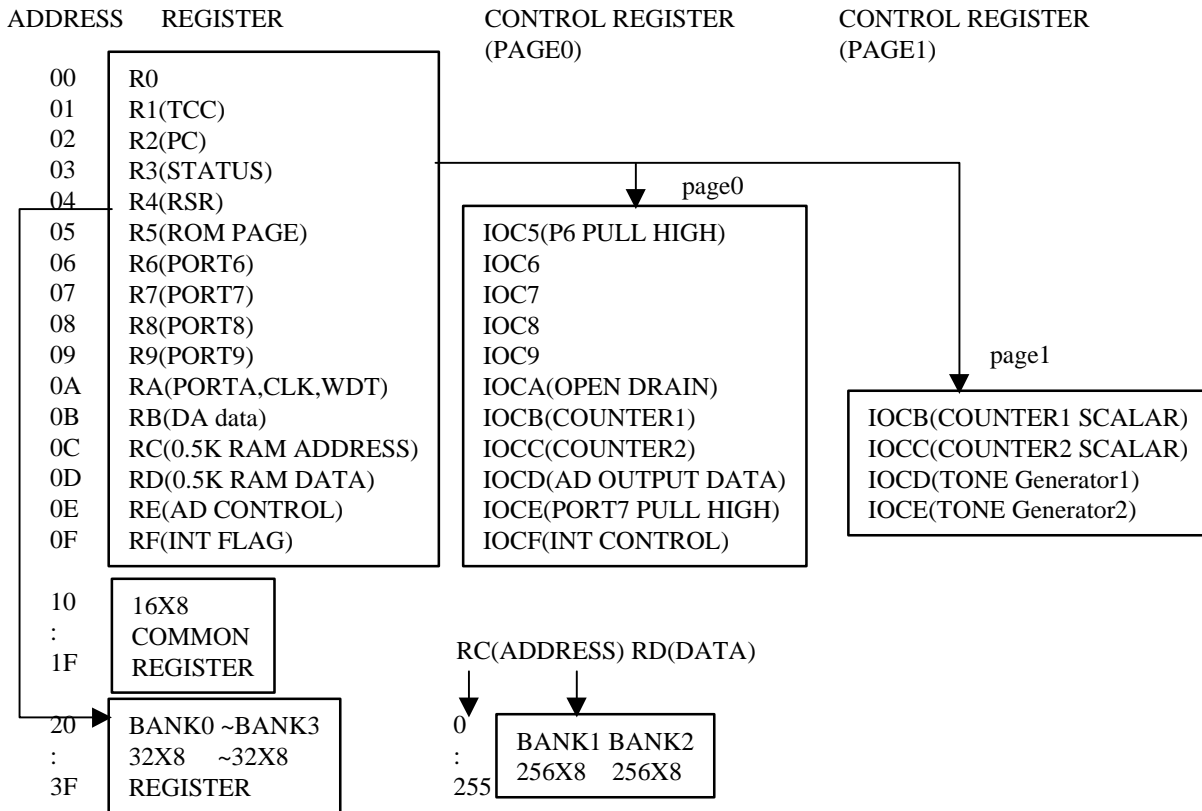 ADDRESS REGISTER CONTROL REGISTER CONTROL REGISTER
(PAGE0) (PAGE1)
00 R0
01 R1(TCC)
02 R2(PC)
03 R3(STATUS)
04 R4(RSR) page0
05 R5(ROM PAGE) IOC5(P6 PULL HIGH)
06 R6(PORT6) IOC6
07 R7(PORT7) IOC7
08 R8(PORT8) IOC8
09 R9(PORT9) IOC9 page1
0A RA(PORTA,CLK,WDT) IOCA(OPEN DRAIN)
0B RB(DA data) IOCB(COUNTER1) IOCB(COUNTER1 SCALAR)
0C RC(0.5K RAM ADDRESS) IOCC(COUNTER2) IOCC(COUNTER2 SCALAR)
0D RD(0.5K RAM DATA) IOCD(AD OUTPUT DATA) IOCD(TONE Generator1)
0E RE(AD CONTROL) IOCE(PORT7 PULL HIGH) IOCE(TONE Generator2)
0F RF(INT FLAG) IOCF(INT CONTROL)
10 16X8
: COMMON
1F REGISTER
RC(ADDRESS) RD(DATA)
20 BANK0 ~BANK3 0
: 32X8 ~32X8 : BANK1 BANK2
3F REGISTER 255 256X8 256X8